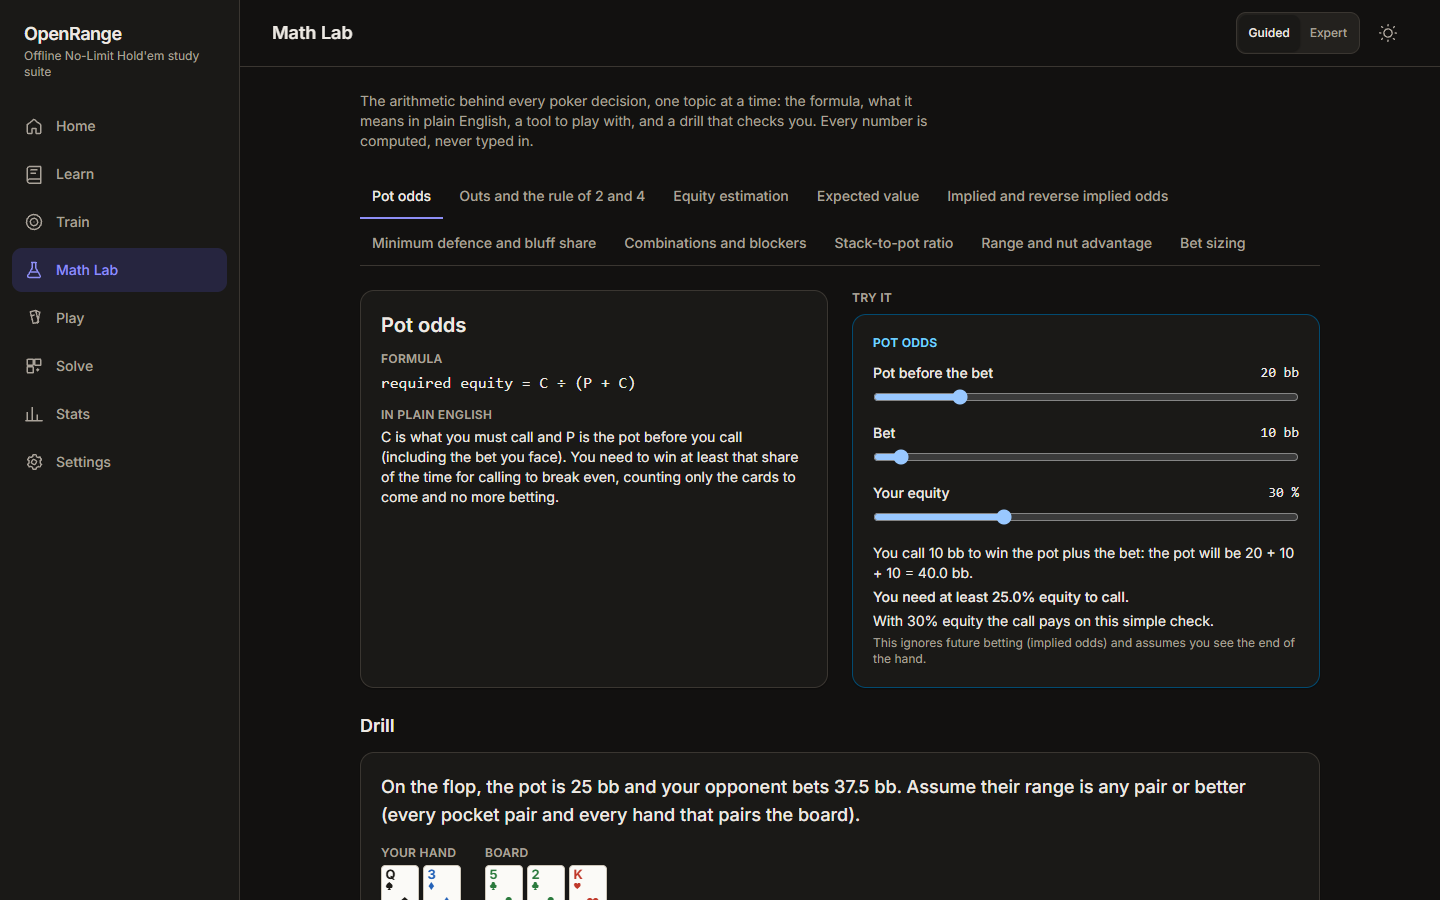 OpenRange
Offline No-Limit Hold'em study
suite
Home
Learn
Train
Math Lab
Play
Solve
Stats
Settings
Math Lab
Guided
Expert
The arithmetic behind every poker decision, one topic at a time: the formula, what it
means in plain English, a tool to play with, and a drill that checks you. Every number is
computed, never typed in.
Pot odds
Outs and the rule of 2 and 4
Equity estimation
Expected value
Implied and reverse implied odds
Minimum defence and bluff share
Combinations and blockers
Stack-to-pot ratio
Range and nut advantage
Bet sizing
Pot odds
FORMULA
required equity = C ÷ (P + C)
IN PLAIN ENGLISH
C is what you must call and P is the pot before you call
(including the bet you face). You need to win at least that share
of the time for calling to break even, counting only the cards to
come and no more betting.
TRY IT
POT ODDS
Pot before the bet 20 bb
Bet 10 bb
Your equity 30 %
You call 10 bb to win the pot plus the bet: the pot will be 20 + 10
+ 10 = 40.0 bb.
You need at least 25.0% equity to call.
With 30% equity the call pays on this simple check.
This ignores future betting (implied odds) and assumes you see the end of
the hand.
Drill
On the flop, the pot is 25 bb and your opponent bets 37.5 bb. Assume their range is any pair or better
(every pocket pair and every hand that pairs the board).
YOUR HAND
BOARD
Q♠
3♦
5♣
2♣
K♥